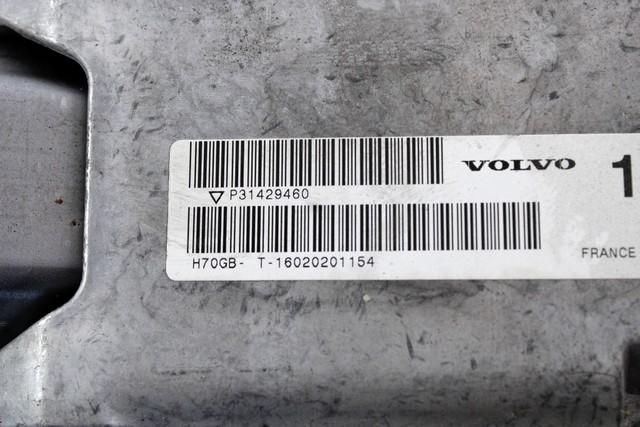 VOLVO 1
▽ P31429460
H70GB- T-16020201154
FRANCE